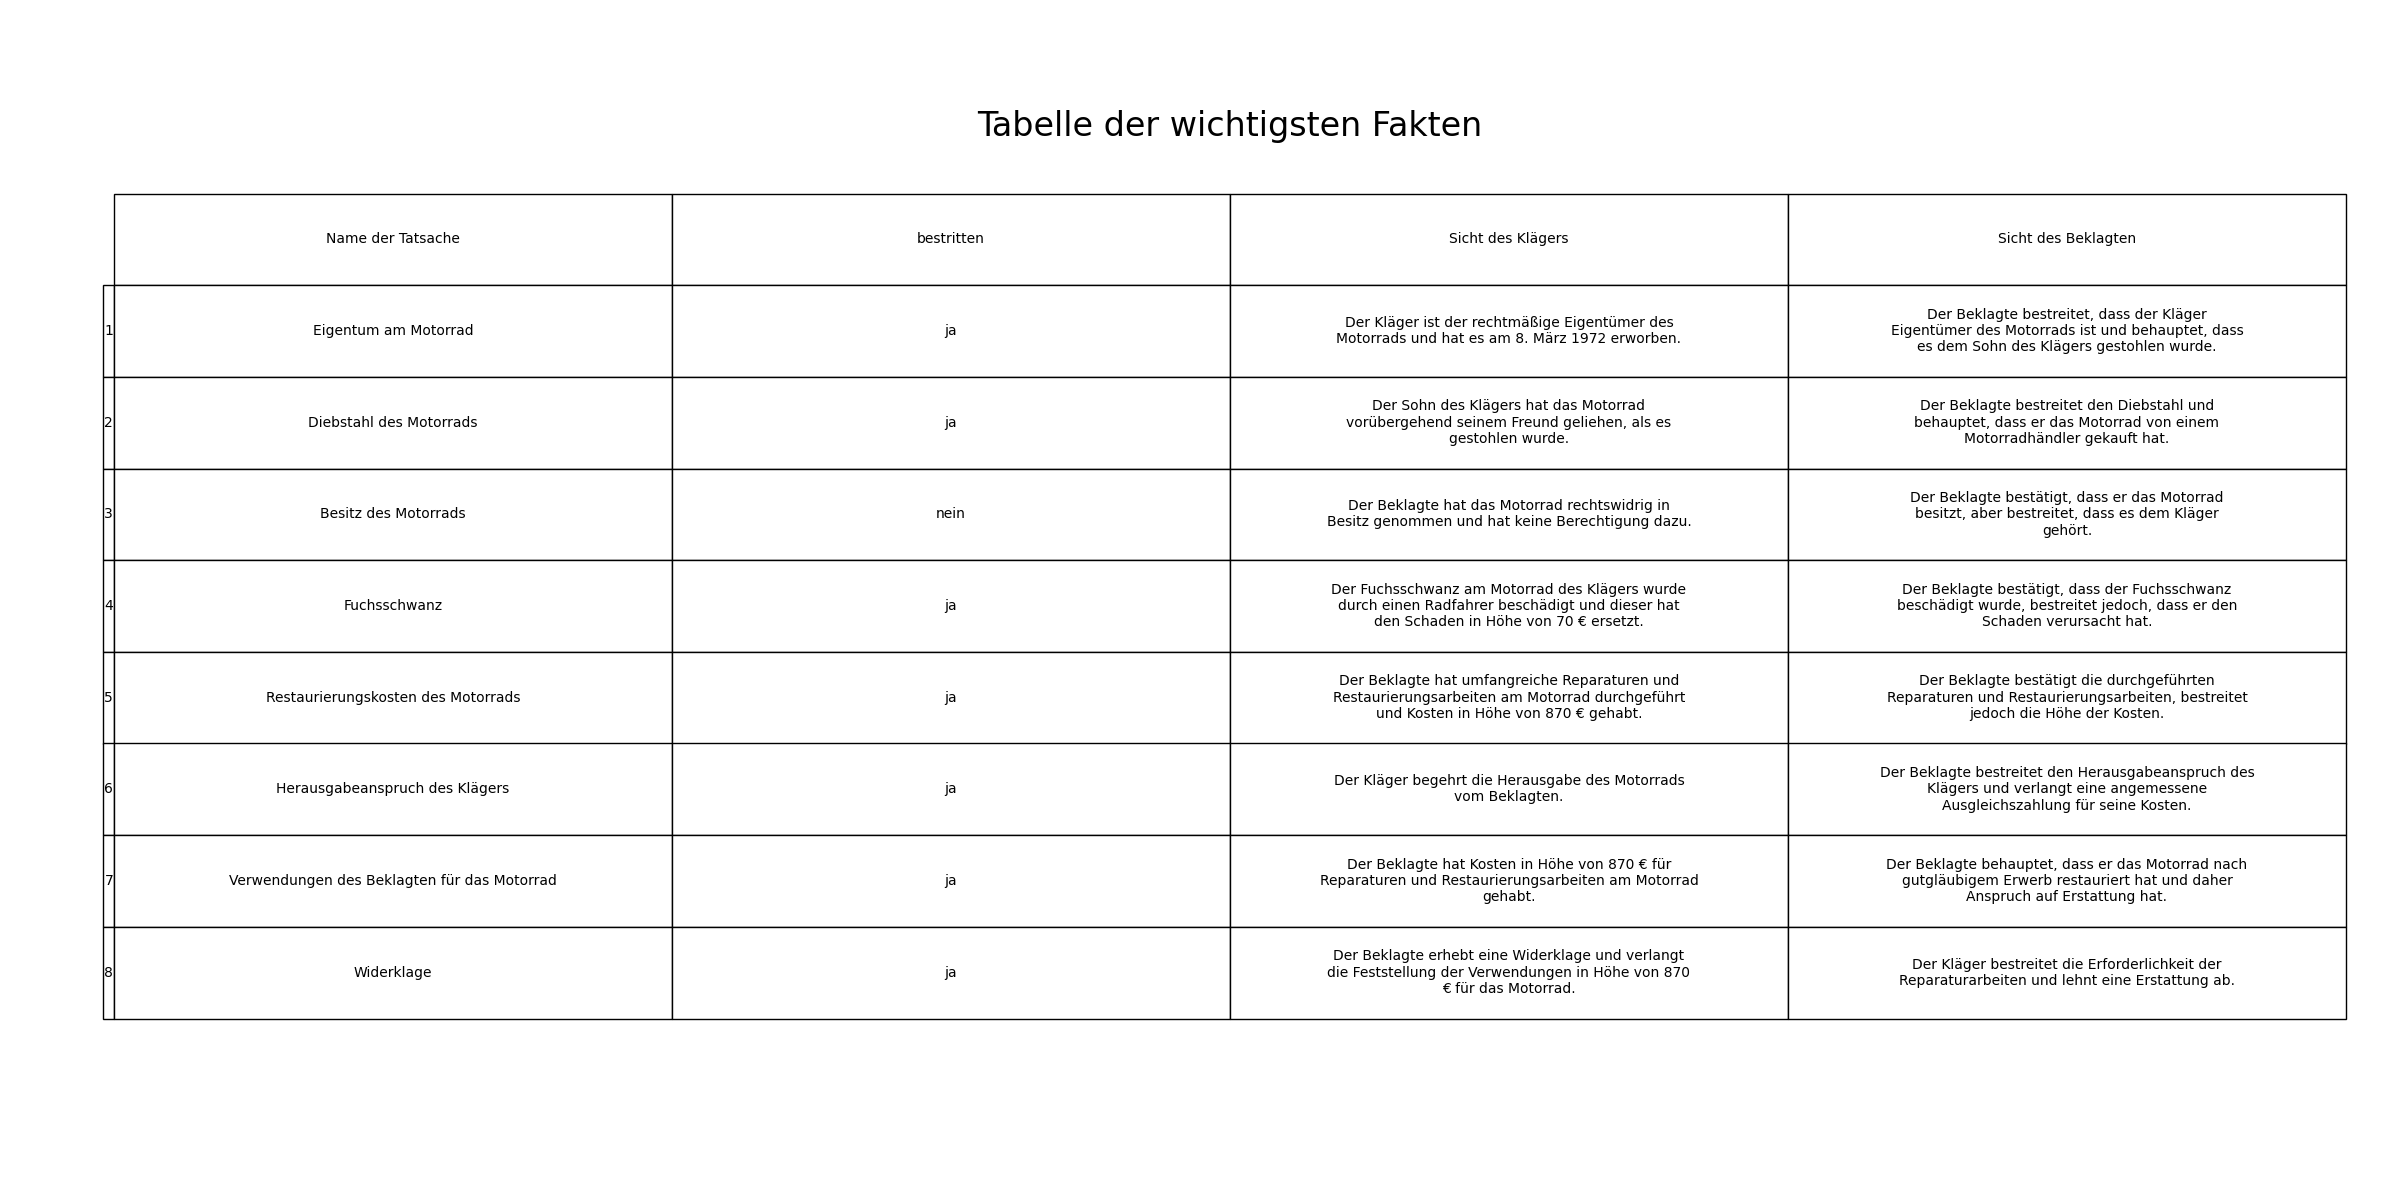 Tabelle der wichtigsten Fakten
Name der Tatsache
bestritten
Sicht des Klägers
Sicht des Beklagten
1
Eigentum am Motorrad
ja
Der Kläger ist der rechtmäßige Eigentümer des
Motorrads und hat es am 8. März 1972 erworben.
Der Beklagte bestreitet, dass der Kläger
Eigentümer des Motorrads ist und behauptet, dass
es dem Sohn des Klägers gestohlen wurde.
2
Diebstahl des Motorrads
ja
Der Sohn des Klägers hat das Motorrad
vorübergehend seinem Freund geliehen, als es
gestohlen wurde.
Der Beklagte bestreitet den Diebstahl und
behauptet, dass er das Motorrad von einem
Motorradhändler gekauft hat.
3
Besitz des Motorrads
nein
Der Beklagte hat das Motorrad rechtswidrig in
Besitz genommen und hat keine Berechtigung dazu.
Der Beklagte bestätigt, dass er das Motorrad
besitzt, aber bestreitet, dass es dem Kläger
gehört.
4
Fuchsschwanz
ja
Der Fuchsschwanz am Motorrad des Klägers wurde
durch einen Radfahrer beschädigt und dieser hat
den Schaden in Höhe von 70 € ersetzt.
Der Beklagte bestätigt, dass der Fuchsschwanz
beschädigt wurde, bestreitet jedoch, dass er den
Schaden verursacht hat.
5
Restaurierungskosten des Motorrads
ja
Der Beklagte hat umfangreiche Reparaturen und
Restaurierungsarbeiten am Motorrad durchgeführt
und Kosten in Höhe von 870 € gehabt.
Der Beklagte bestätigt die durchgeführten
Reparaturen und Restaurierungsarbeiten, bestreitet
jedoch die Höhe der Kosten.
6
Herausgabeanspruch des Klägers
ja
Der Kläger begehrt die Herausgabe des Motorrads
vom Beklagten.
Der Beklagte bestreitet den Herausgabeanspruch des
Klägers und verlangt eine angemessene
Ausgleichszahlung für seine Kosten.
7
Verwendungen des Beklagten für das Motorrad
ja
Der Beklagte hat Kosten in Höhe von 870 € für
Reparaturen und Restaurierungsarbeiten am Motorrad
gehabt.
Der Beklagte behauptet, dass er das Motorrad nach
gutgläubigem Erwerb restauriert hat und daher
Anspruch auf Erstattung hat.
8
Widerklage
ja
Der Beklagte erhebt eine Widerklage und verlangt
die Feststellung der Verwendungen in Höhe von 870
€ für das Motorrad.
Der Kläger bestreitet die Erforderlichkeit der
Reparaturarbeiten und lehnt eine Erstattung ab.